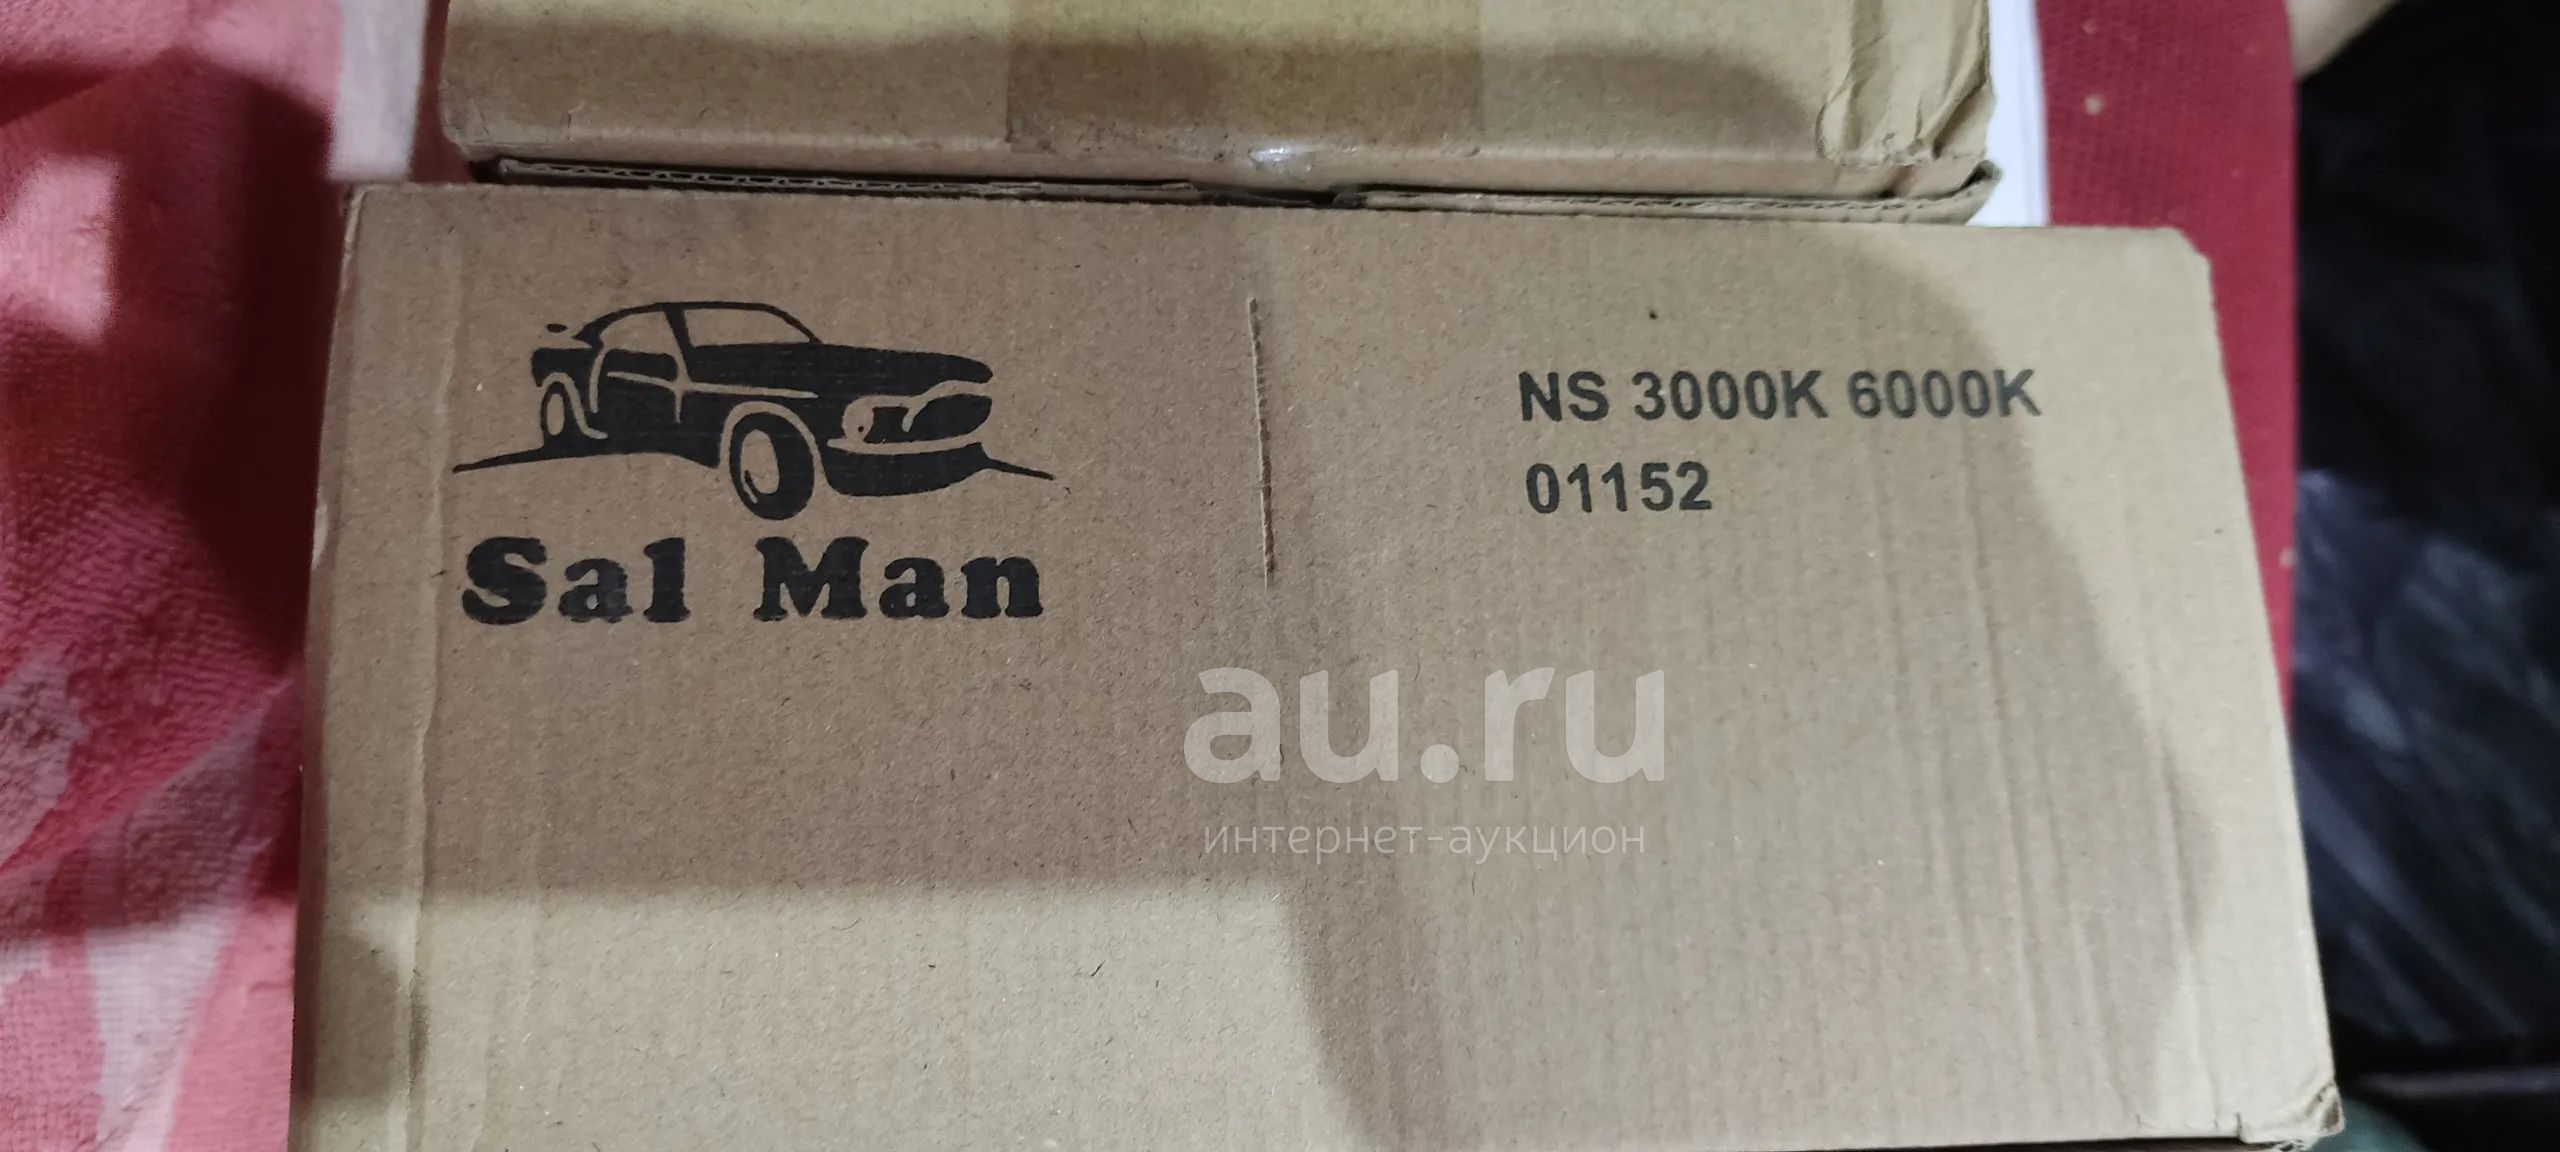 Sal Man
NS 3000K 6000K
01152
au.ru
интернет-аукцион